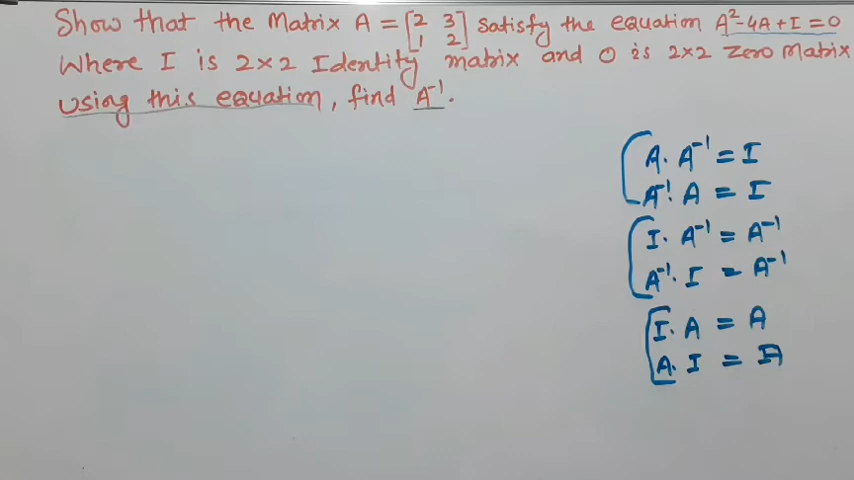 Show that the Matrix A = [2 3 1 2] satisfy the equation A²-4A+I=0
Where I is 2×2 Identity matrix and O is 2×2 Zero Matrix
using this equation, find A⁻¹.
A. A⁻¹ = I
A⁻¹. A = I
I. A⁻¹ = A⁻¹
A⁻¹. I = A⁻¹
I. A = A
A. I = A